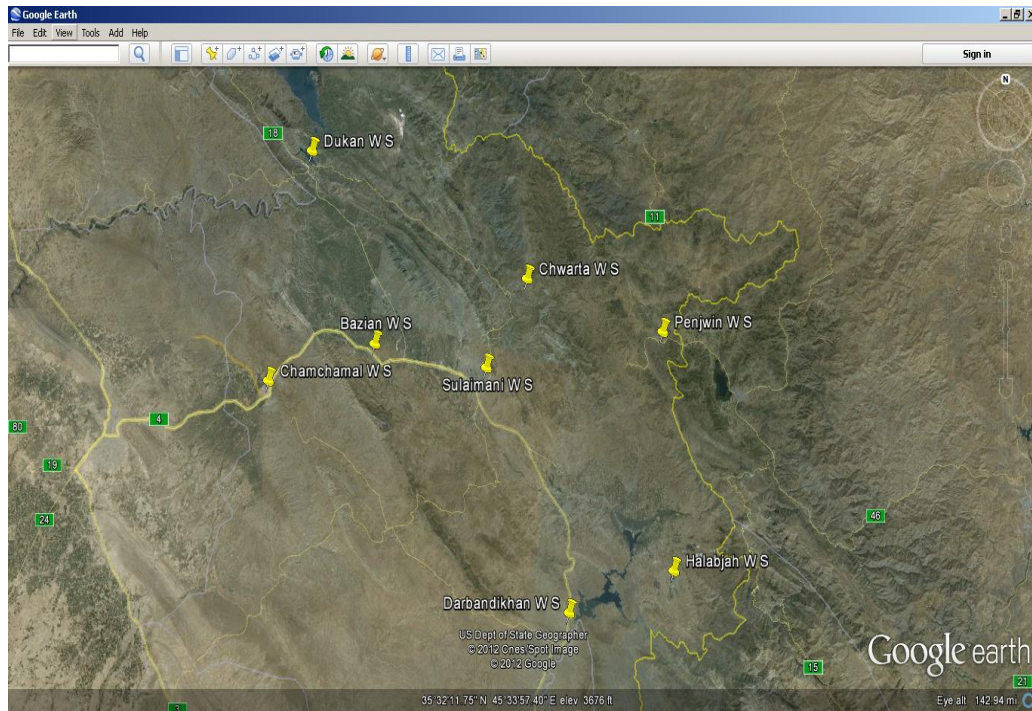 Google Earth
File Edit View Tools Add Help
Sign in
N
18
Dukan W S
11
Chwarta W S
Penjwin W S
Bazian W S
Chamchamal W S
Sulaimani W S
4
80
19
24
46
Halabjah W S
Darbandikhan W S
US Dept of State Geographer
© 2012 Cnes/Spot Image
© 2012 Google
Google earth
15
21
3
35°32'11.75" N 45°33'57.40" E elev 3676 ft
Eye alt 142.94 mi